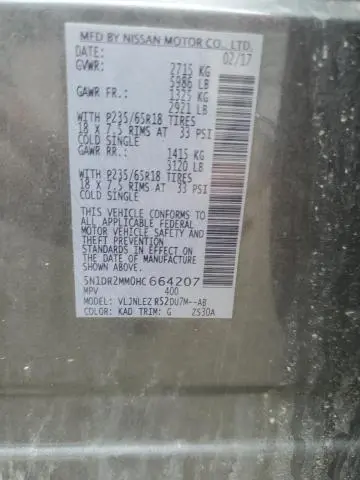 MFD BY NISSAN MOTOR CO., LTD.
DATE: 02/17
GVWR: 2715 KG
5986 LB
GAWR FR.: 1325 KG
2921 LB
WITH P235/65R18 TIRES
18 X 7.5 RIMS AT 33 PSI
COLD SINGLE
GAWR RR.: 1415 KG
3120 LB
WITH P235/65R18 TIRES
18 X 7.5 RIMS AT 33 PSI
COLD SINGLE
THIS VEHICLE CONFORMS TO
ALL APPLICABLE FEDERAL
MOTOR VEHICLE SAFETY AND
THEFT PREVENTION
STANDARDS IN EFFECT ON
THE DATE OF MANUFACTURE
SHOWN ABOVE.
5N1DR2MM0HC664207
MPV 400
MODEL: VLJNLEZ R52DU7M--AB
COLOR: KAD TRIM: G ZS30A